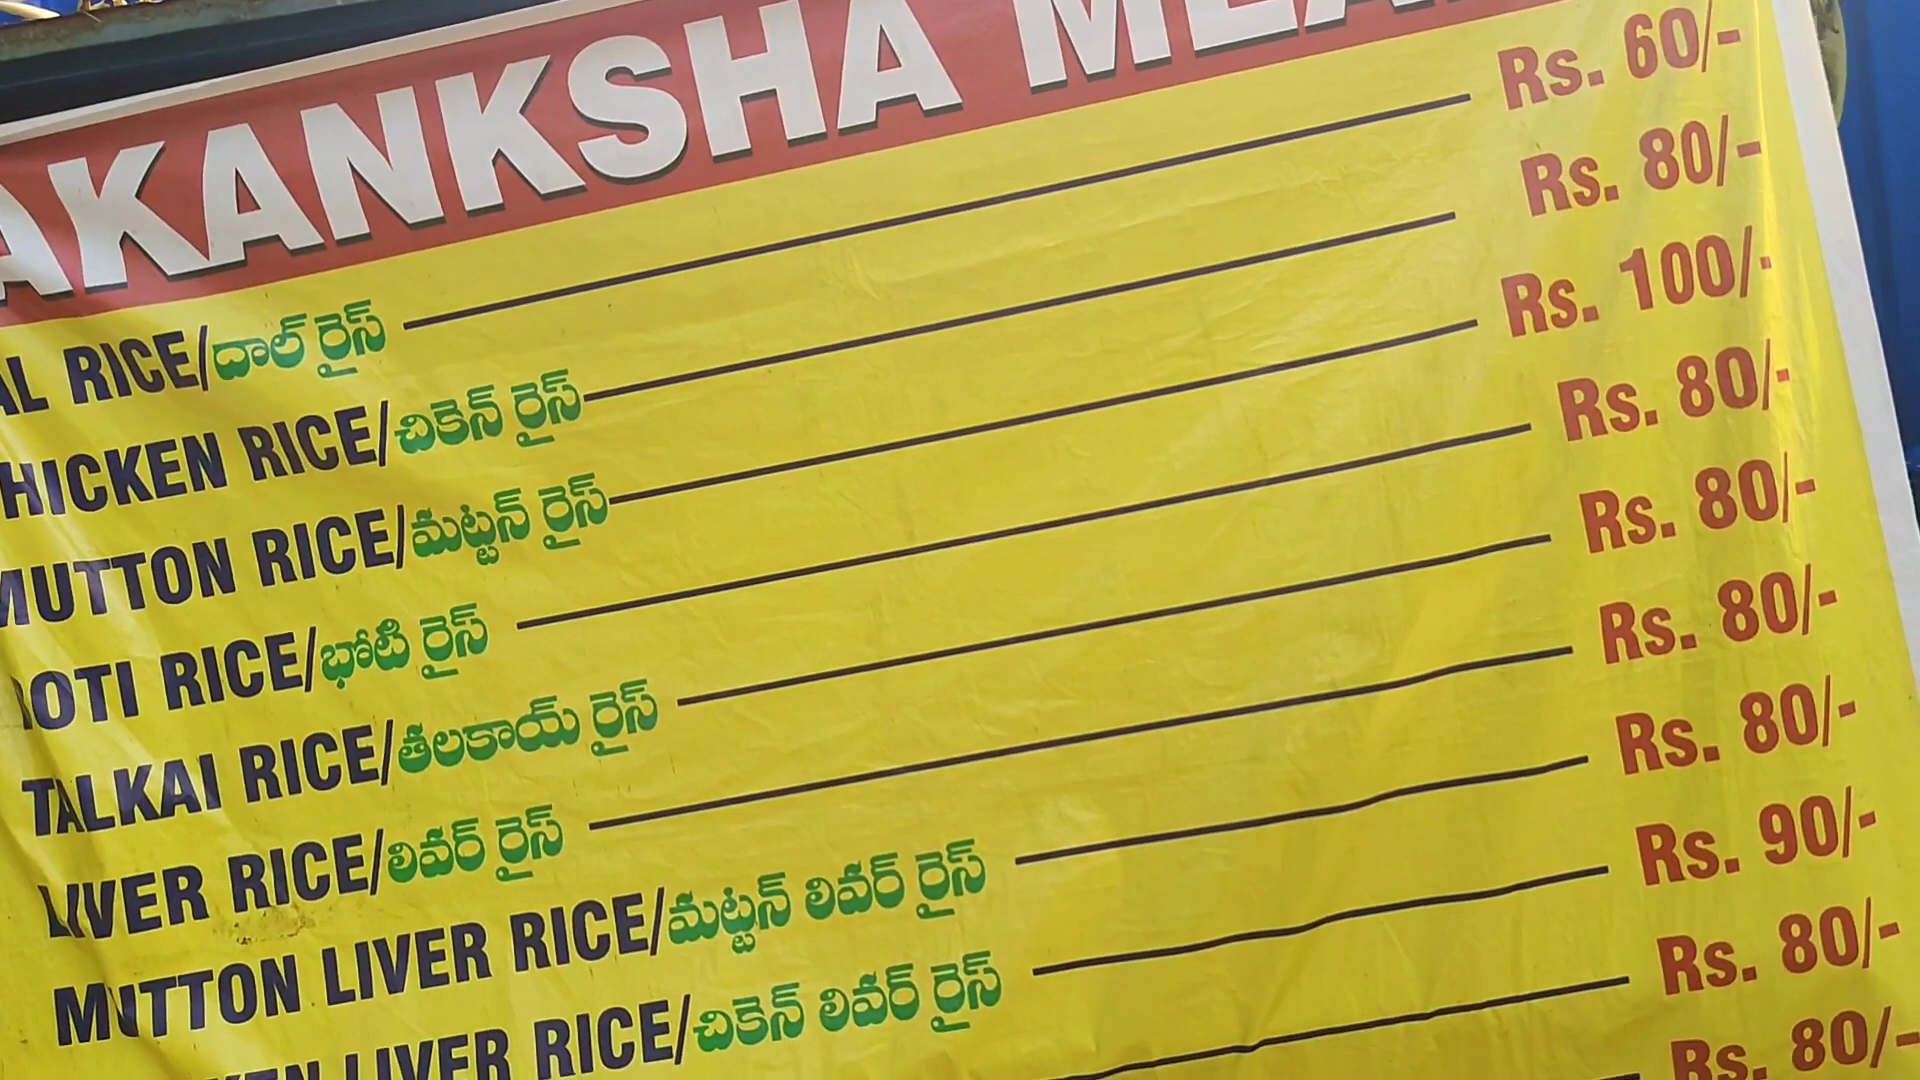 AKANKSHA MEA
AL RICE/దాల్ రైస్ Rs. 60/-
HICKEN RICE/చికెన్ రైస్ Rs. 80/-
MUTTON RICE/మట్టన్ రైస్ Rs. 100/-
OTI RICE/భోటి రైస్ Rs. 80/-
TALKAI RICE/తలకాయ్ రైస్ Rs. 80/-
LIVER RICE/లివర్ రైస్ Rs. 80/-
MUTTON LIVER RICE/మట్టన్ లివర్ రైస్ Rs. 80/-
KEN LIVER RICE/చికెన్ లివర్ రైస్ Rs. 90/-
Rs. 80/-
Rs. 80/-